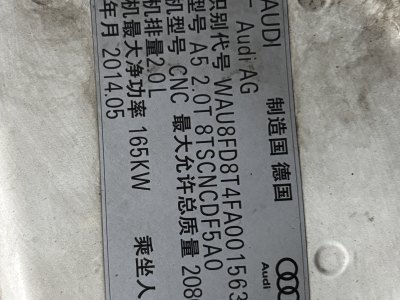 AUDI
Audi AG 制造国 德国
识别代号 WAU8FD8T4FA001563
型号 A5 2.0T 8TSCNCDF5A0
机型号 CNC 最大允许总质量 208
机排量 2.0L
机最大净功率 165KW 乘坐人
年月 2014.05
Audi